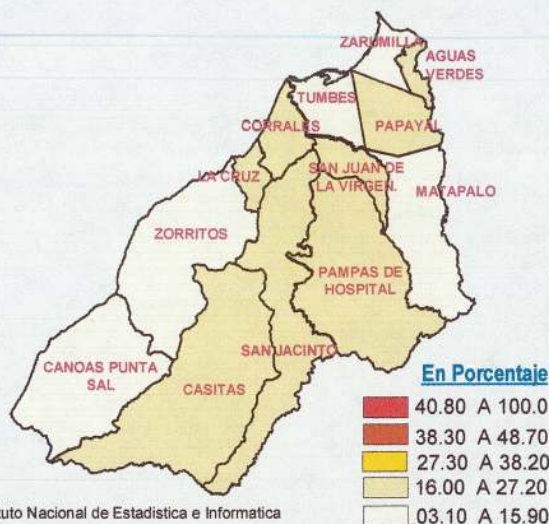 ZARUMILLA
AGUAS
VERDES
TUMBES
CORRALES
PAPAYAL
LA CRUZ
SAN JUAN DE
LA VIRGEN.
MATAPALO
ZORRITOS
PAMPAS DE
HOSPITAL
CANOAS PUNTA
SAL
SAN JACINTO
CASITAS
En Porcentaje
40.80 A 100.0
38.30 A 48.70
27.30 A 38.20
16.00 A 27.20
03.10 A 15.90
tuto Nacional de Estadistica e Informatica